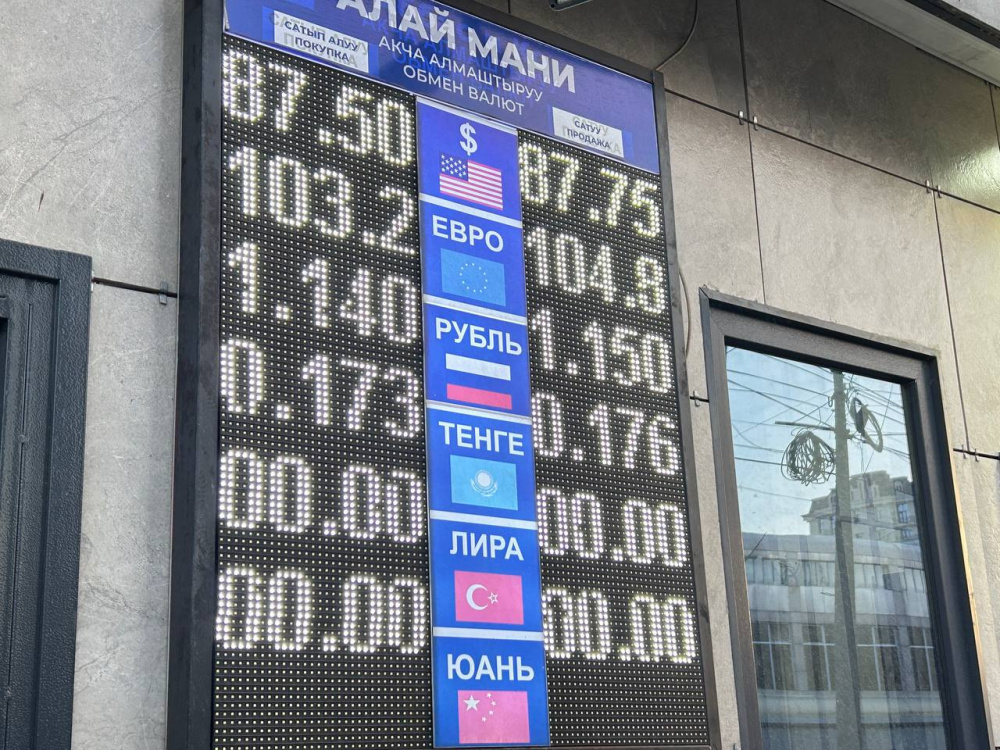 АЛАЙ МАНИ
САТЫП АЛУУ
ПОКУПКА
АКЧА АЛМАШТЫРУУ
ОБМЕН ВАЛЮТ
САТУУ
ПРОДАЖА
87.50 $ 87.75
103.2 ЕВРО 104.9
1.140 РУБЛЬ 1.150
0.173 ТЕНГЕ 0.176
00.00 ЛИРА 00.00
00.00 ЮАНЬ 00.00